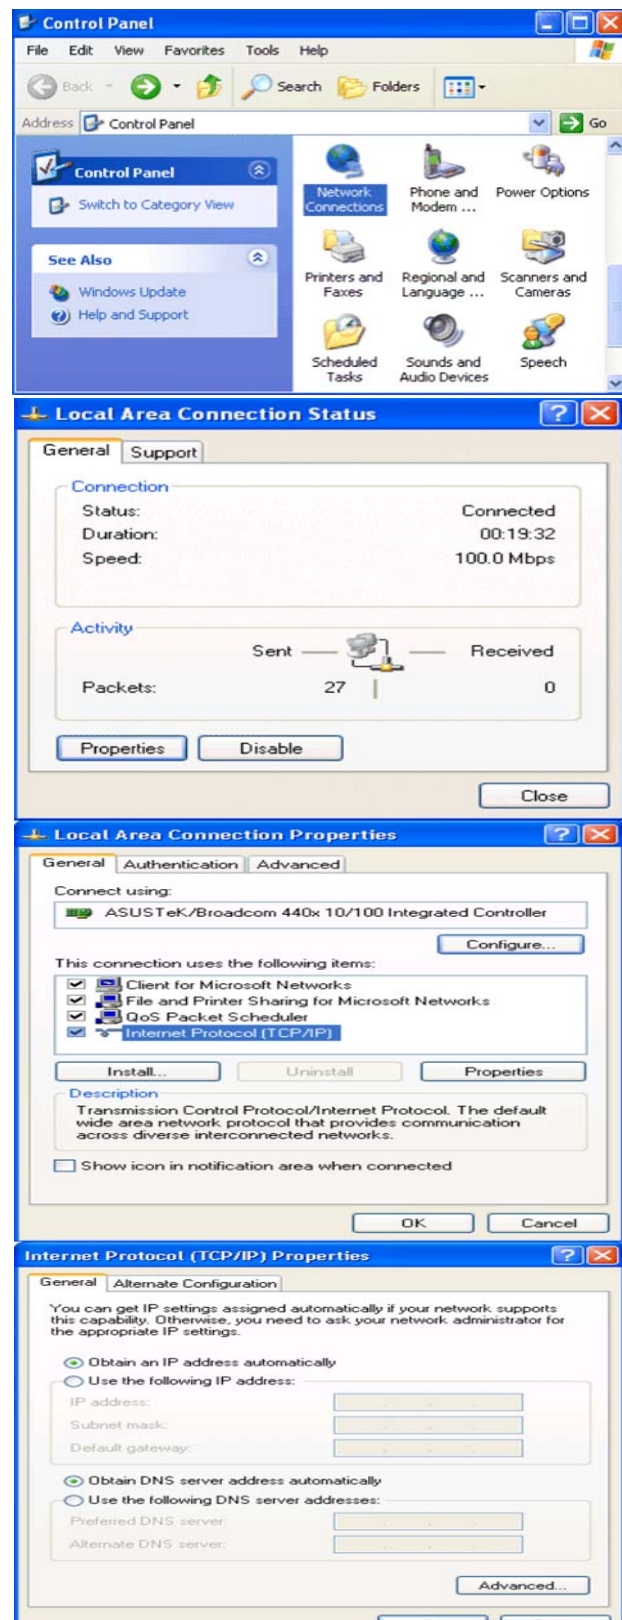 Control Panel
File Edit View Favorites Tools Help
Back Search Folders
Address Control Panel Go
Control Panel
Switch to Category View
See Also
Windows Update
Help and Support
Network Connections
Phone and Modem ...
Power Options
Printers and Faxes
Regional and Language ...
Scanners and Cameras
Scheduled Tasks
Sounds and Audio Devices
Speech
Local Area Connection Status
General Support
Connection
Status: Connected
Duration: 00:19:32
Speed: 100.0 Mbps
Activity
Sent Received
Packets: 27 0
Properties Disable
Close
Local Area Connection Properties
General Authentication Advanced
Connect using:
ASUSTeK/Broadcom 440x 10/100 Integrated Controller
Configure...
This connection uses the following items:
Client for Microsoft Networks
File and Printer Sharing for Microsoft Networks
QoS Packet Scheduler
Internet Protocol (TCP/IP)
Install... Uninstall Properties
Description
Transmission Control Protocol/Internet Protocol. The default
wide area network protocol that provides communication
across diverse interconnected networks.
Show icon in notification area when connected
OK Cancel
Internet Protocol (TCP/IP) Properties
General Alternate Configuration
You can get IP settings assigned automatically if your network supports
this capability. Otherwise, you need to ask your network administrator for
the appropriate IP settings.
Obtain an IP address automatically
Use the following IP address:
IP address:
Subnet mask:
Default gateway:
Obtain DNS server address automatically
Use the following DNS server addresses:
Preferred DNS server:
Alternate DNS server:
Advanced...